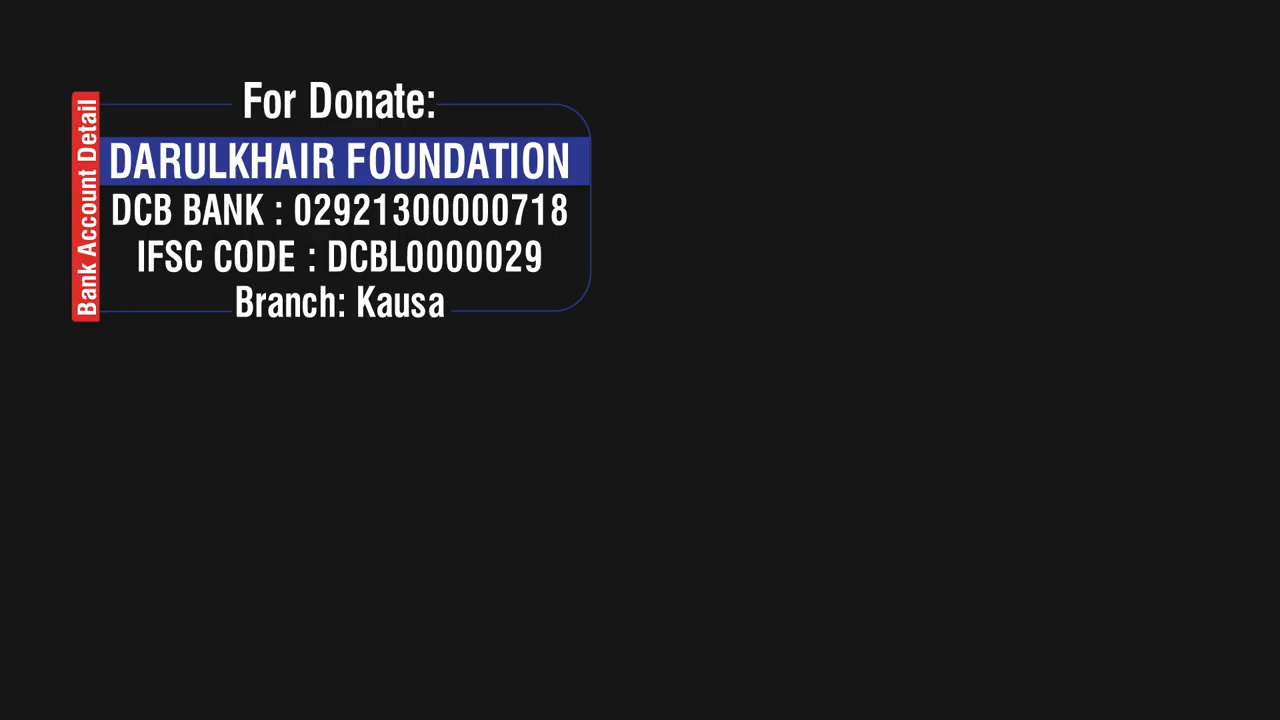 For Donate:
Bank Account Detail
DARULKHAIR FOUNDATION
DCB BANK : 02921300000718
IFSC CODE : DCBL0000029
Branch: Kausa